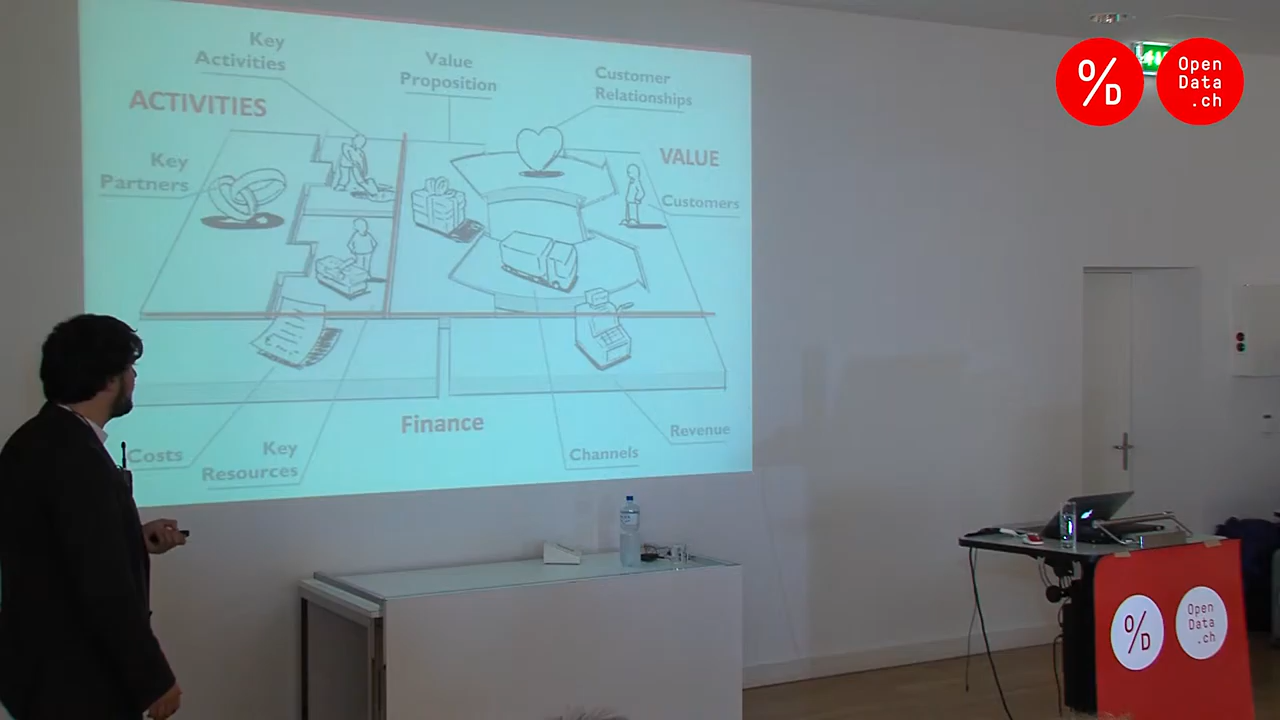 Key
Activities
Value
Proposition
Customer
Relationships
ACTIVITIES
VALUE
Key
Partners
Customers
Finance
Costs
Key
Resources
Channels
Revenue
%
D
Open
Data
.ch
%
D
Open
Data
.ch